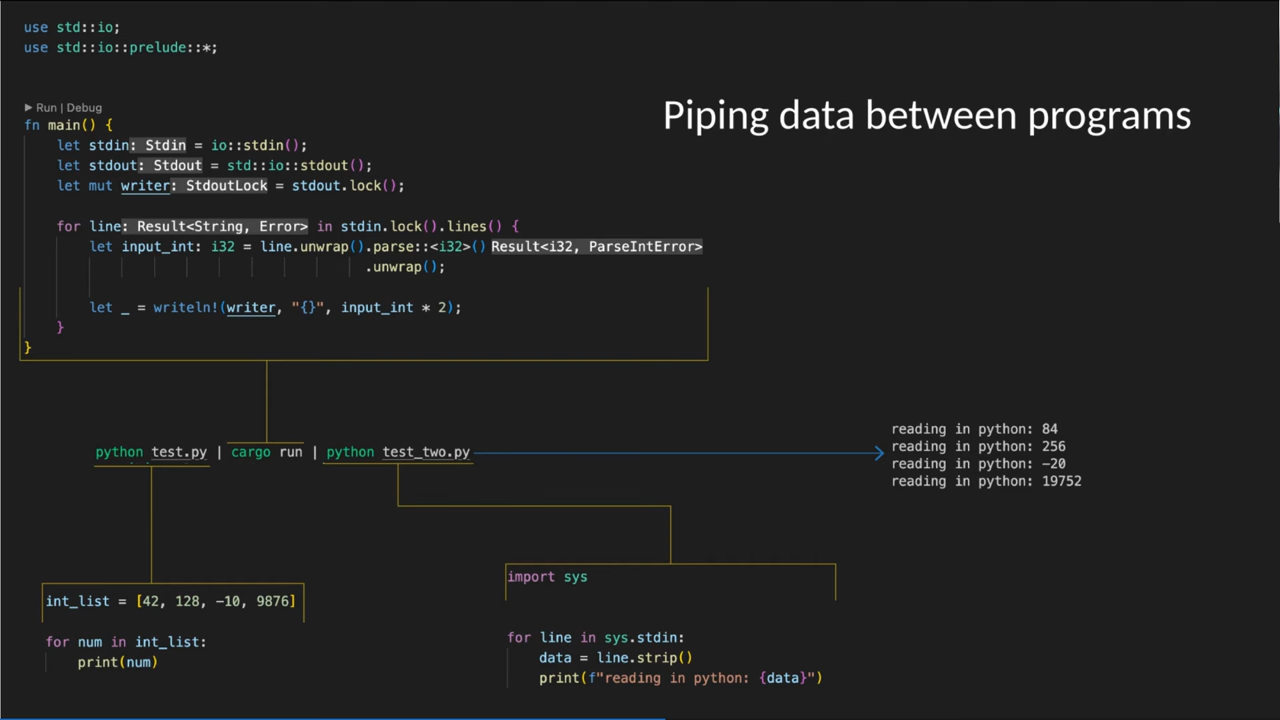 use std::io;
use std::io::prelude::*;
Piping data between programs
▶ Run | Debug
fn main() {
let stdin: Stdin = io::stdin();
let stdout: Stdout = std::io::stdout();
let mut writer: StdoutLock = stdout.lock();
for line: Result<String, Error> in stdin.lock().lines() {
let input_int: i32 = line.unwrap().parse::<i32>() Result<i32, ParseIntError>
.unwrap();
let _ = writeln!(writer, "{}", input_int * 2);
}
}
python test.py | cargo run | python test_two.py
reading in python: 84
reading in python: 256
reading in python: -20
reading in python: 19752
int_list = [42, 128, -10, 9876]
for num in int_list:
print(num)
import sys
for line in sys.stdin:
data = line.strip()
print(f"reading in python: {data}")